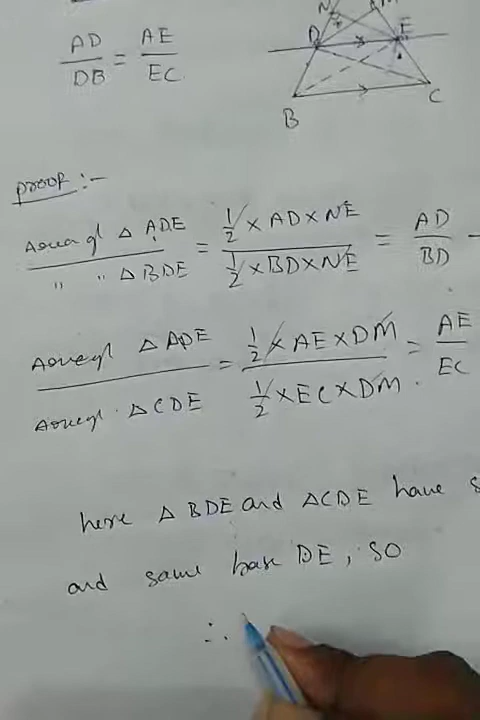 AD/DB = AE/EC
N M
D E
B C
proof :-
Area of △ ADE / " " △ BDE = 1/2 × AD × NE / 1/2 × BD × NE = AD/BD -
Area of △ ADE / Area of △ CDE = 1/2 × AE × DM / 1/2 × EC × DM = AE/EC
here △ BDE and △CDE have s
and same base DE, so
∴